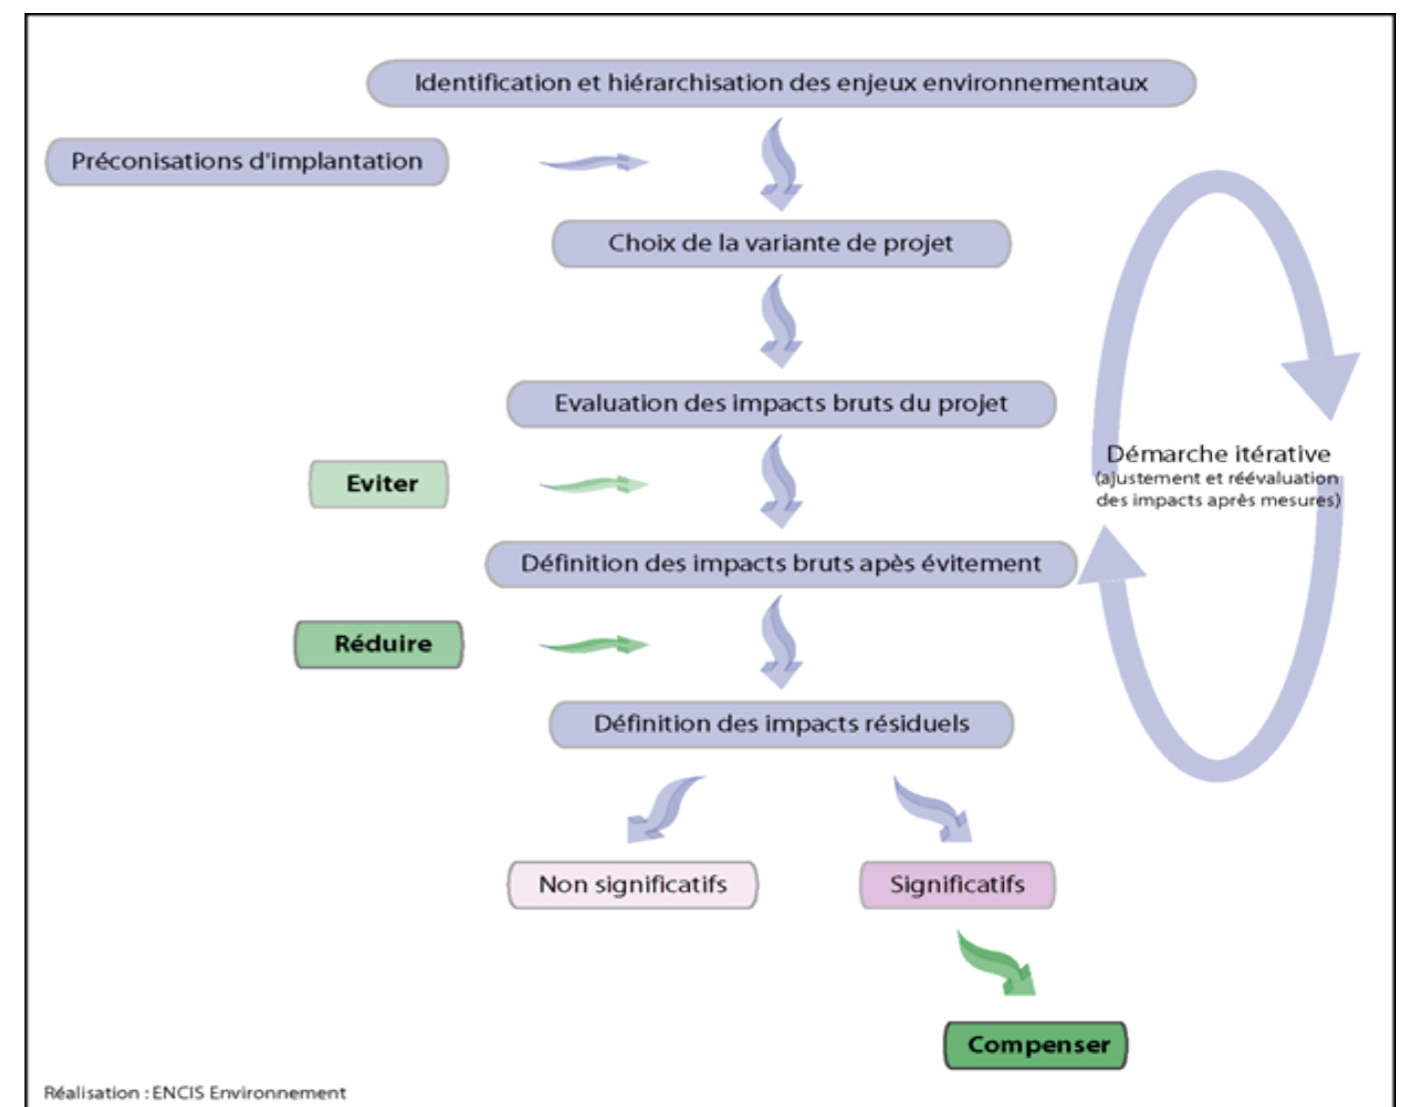 Identification et hiérarchisation des enjeux environnementaux
Préconisations d'implantation
Choix de la variante de projet
Evaluation des impacts bruts du projet
Démarche itérative
(ajustement et réévaluation
des impacts après mesures)
Eviter
Définition des impacts bruts apès évitement
Réduire
Définition des impacts résiduels
Non significatifs
Significatifs
Compenser
Réalisation : ENCIS Environnement